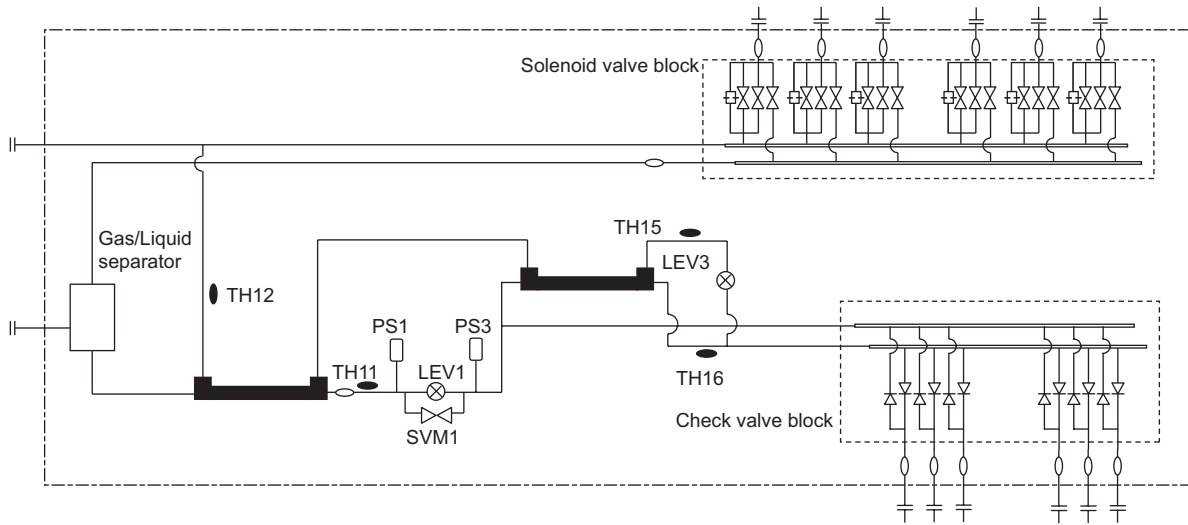 Solenoid valve block
Gas/Liquid
separator
TH15
LEV3
TH12
PS1
PS3
TH11
LEV1
TH16
SVM1
Check valve block